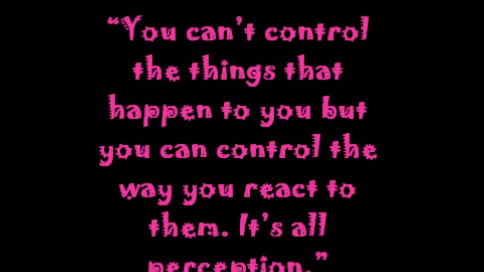 “You can’t control
the things that
happen to you but
you can control the
way you react to
them. It’s all
perception.”